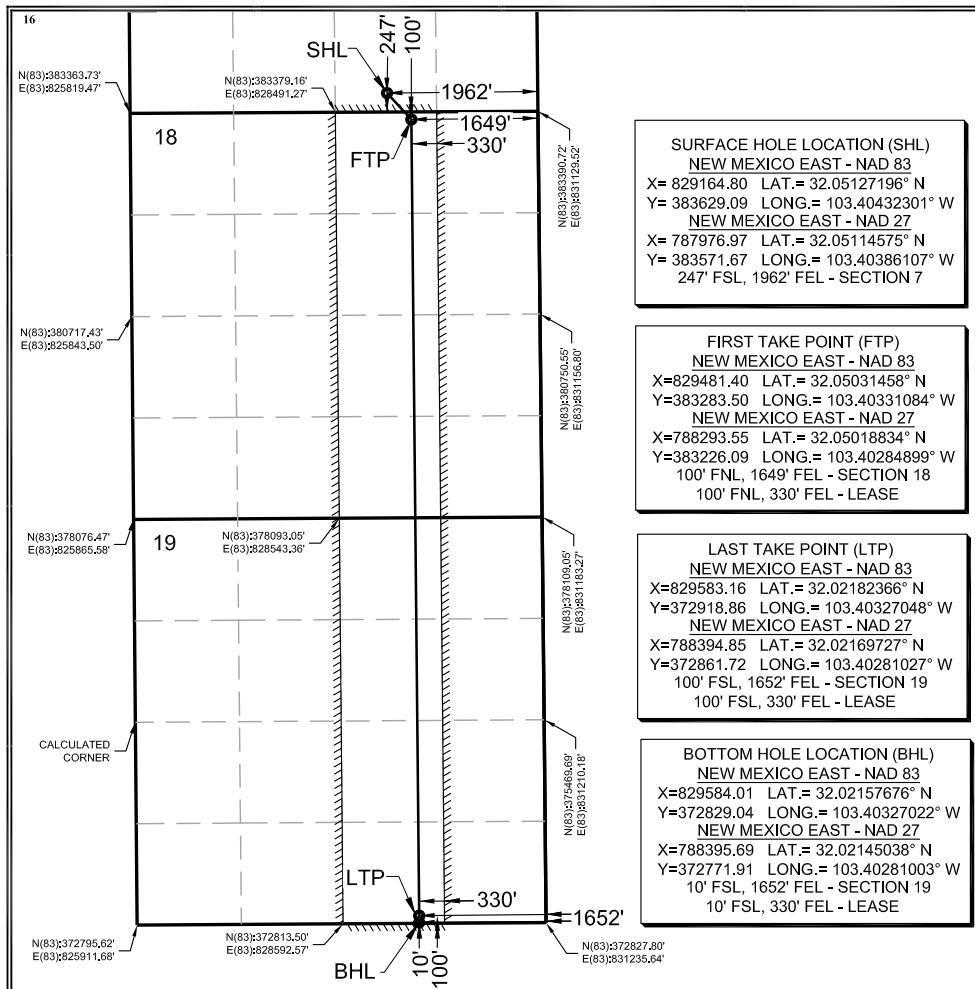 16
SHL
247'
100'
N(83):383363.73'
E(83):825819.47'
N(83):383379.16'
E(83):828491.27'
1962'
18
1649'
FTP
330'
N(83):383390.72'
E(83):831129.52'
N(83):380717.43'
E(83):825843.50'
N(83):380750.55'
E(83):831156.80'
N(83):378076.47'
E(83):825865.58'
19
N(83):378093.05'
E(83):828543.36'
N(83):378109.05'
E(83):831183.27'
CALCULATED
CORNER
N(83):375469.69'
E(83):831210.18'
LTP
330'
1652'
N(83):372795.62'
E(83):825911.68'
N(83):372813.50'
E(83):828592.57'
BHL
10'
100'
N(83):372827.80'
E(83):831235.64'
SURFACE HOLE LOCATION (SHL)
NEW MEXICO EAST - NAD 83
X= 829164.80 LAT.= 32.05127196° N
Y= 383629.09 LONG.= 103.40432301° W
NEW MEXICO EAST - NAD 27
X= 787976.97 LAT.= 32.05114575° N
Y= 383571.67 LONG.= 103.40386107° W
247' FSL, 1962' FEL - SECTION 7
FIRST TAKE POINT (FTP)
NEW MEXICO EAST - NAD 83
X=829481.40 LAT.= 32.05031458° N
Y=383283.50 LONG.= 103.40331084° W
NEW MEXICO EAST - NAD 27
X=788293.55 LAT.= 32.05018834° N
Y=383226.09 LONG.= 103.40284899° W
100' FNL, 1649' FEL - SECTION 18
100' FNL, 330' FEL - LEASE
LAST TAKE POINT (LTP)
NEW MEXICO EAST - NAD 83
X=829583.16 LAT.= 32.02182366° N
Y=372918.86 LONG.= 103.40327048° W
NEW MEXICO EAST - NAD 27
X=788394.85 LAT.= 32.02169727° N
Y=372861.72 LONG.= 103.40281027° W
100' FSL, 1652' FEL - SECTION 19
100' FSL, 330' FEL - LEASE
BOTTOM HOLE LOCATION (BHL)
NEW MEXICO EAST - NAD 83
X=829584.01 LAT.= 32.02157676° N
Y=372829.04 LONG.= 103.40327022° W
NEW MEXICO EAST - NAD 27
X=788395.69 LAT.= 32.02145038° N
Y=372771.91 LONG.= 103.40281003° W
10' FSL, 1652' FEL - SECTION 19
10' FSL, 330' FEL - LEASE